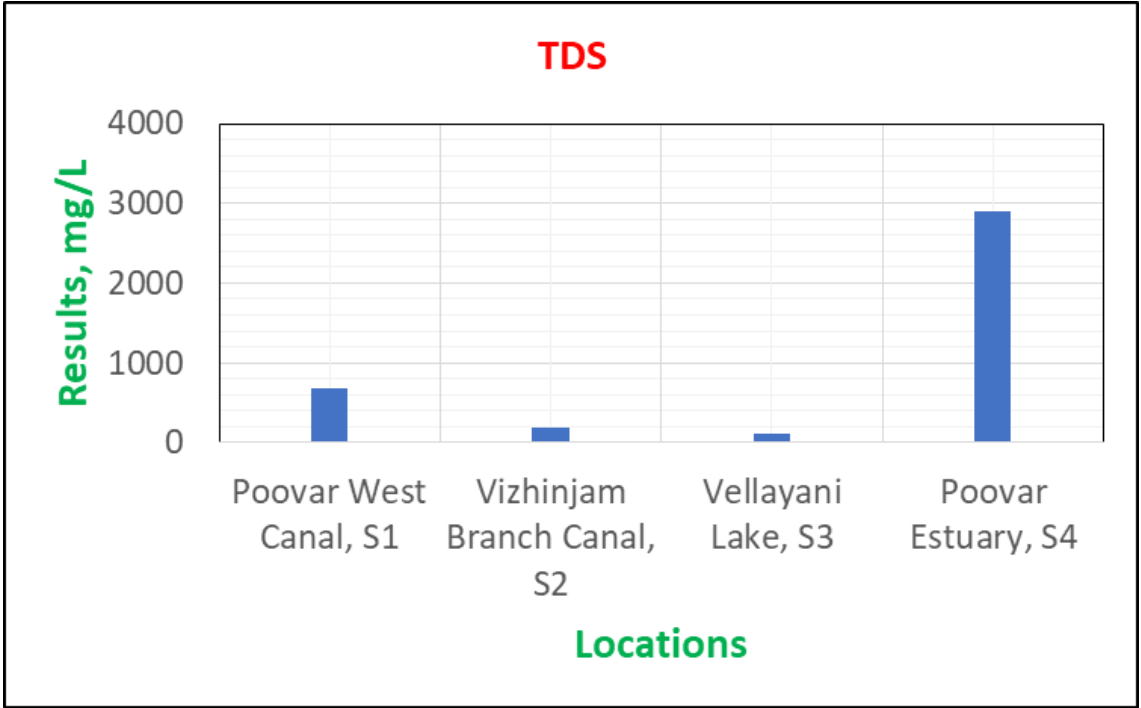 TDS
Results, mg/L
4000
3000
2000
1000
0
Poovar West
Canal, S1
Vizhinjam
Branch Canal,
S2
Vellayani
Lake, S3
Poovar
Estuary, S4
Locations